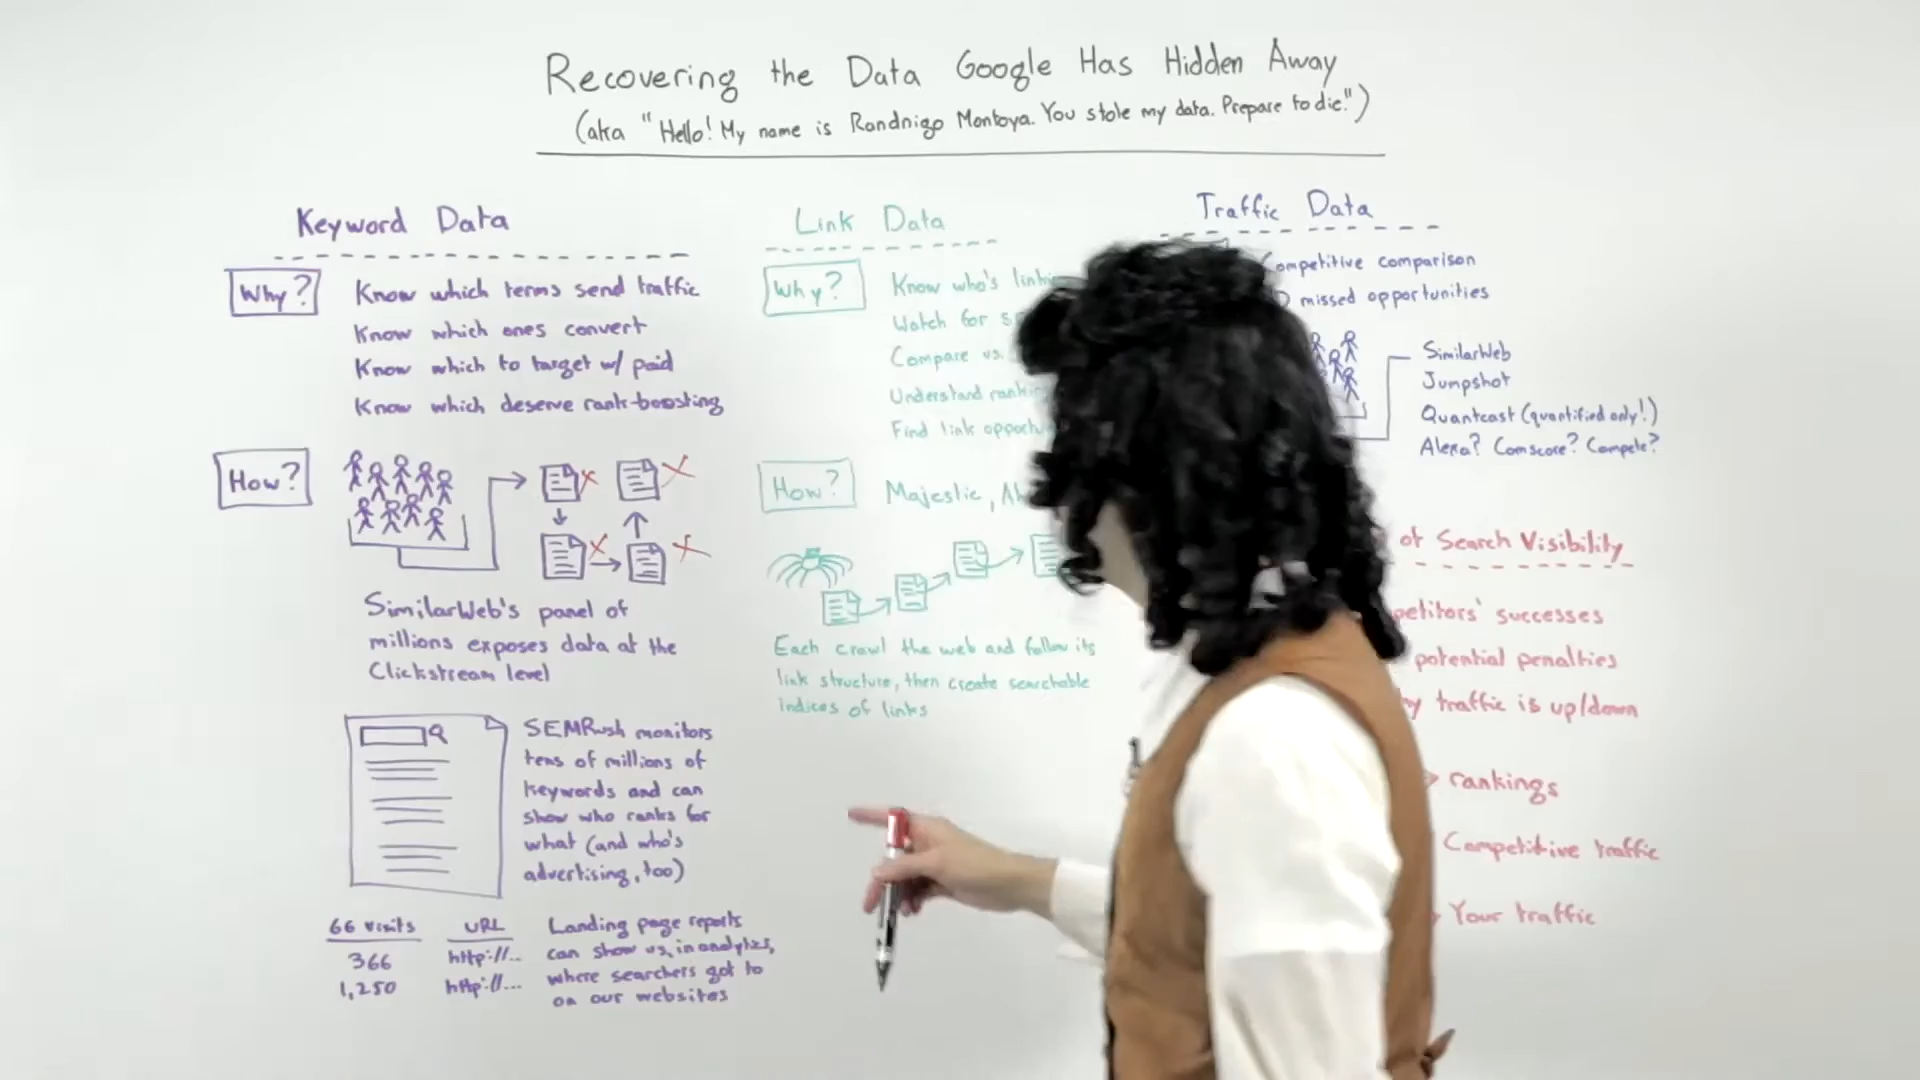 Recovering the Data Google Has Hidden Away
(aka "Hello! My name is Randnigo Montoya. You stole my data. Prepare to die.")
Keyword Data
Why?
Know which terms send traffic
Know which ones convert
Know which to target w/ paid
Know which deserve rank-boosting
How?
SimilarWeb's panel of
millions exposes data at the
Clickstream level
SEMRush monitors
tens of millions of
keywords and can
show who ranks for
what (and who's
advertising, too)
66 visits URL
366 http://..
1,250 http://...
Landing page reports
can show us, in analytics,
where searchers got to
on our websites
Link Data
Why?
Know who's
Watch for
Compare vs.
Understand
Find link
How?
Majestic,
Each crawl the web and follow its
link structure, then create searchable
indices of links
Traffic Data
Competitive comparison
missed opportunities
SimilarWeb
Jumpshot
Quantcast (quantified only!)
Alexa? Comscore? Compete?
of Search Visibility
successes
potential penalties
traffic is up/down
rankings
Competitive traffic
Your traffic